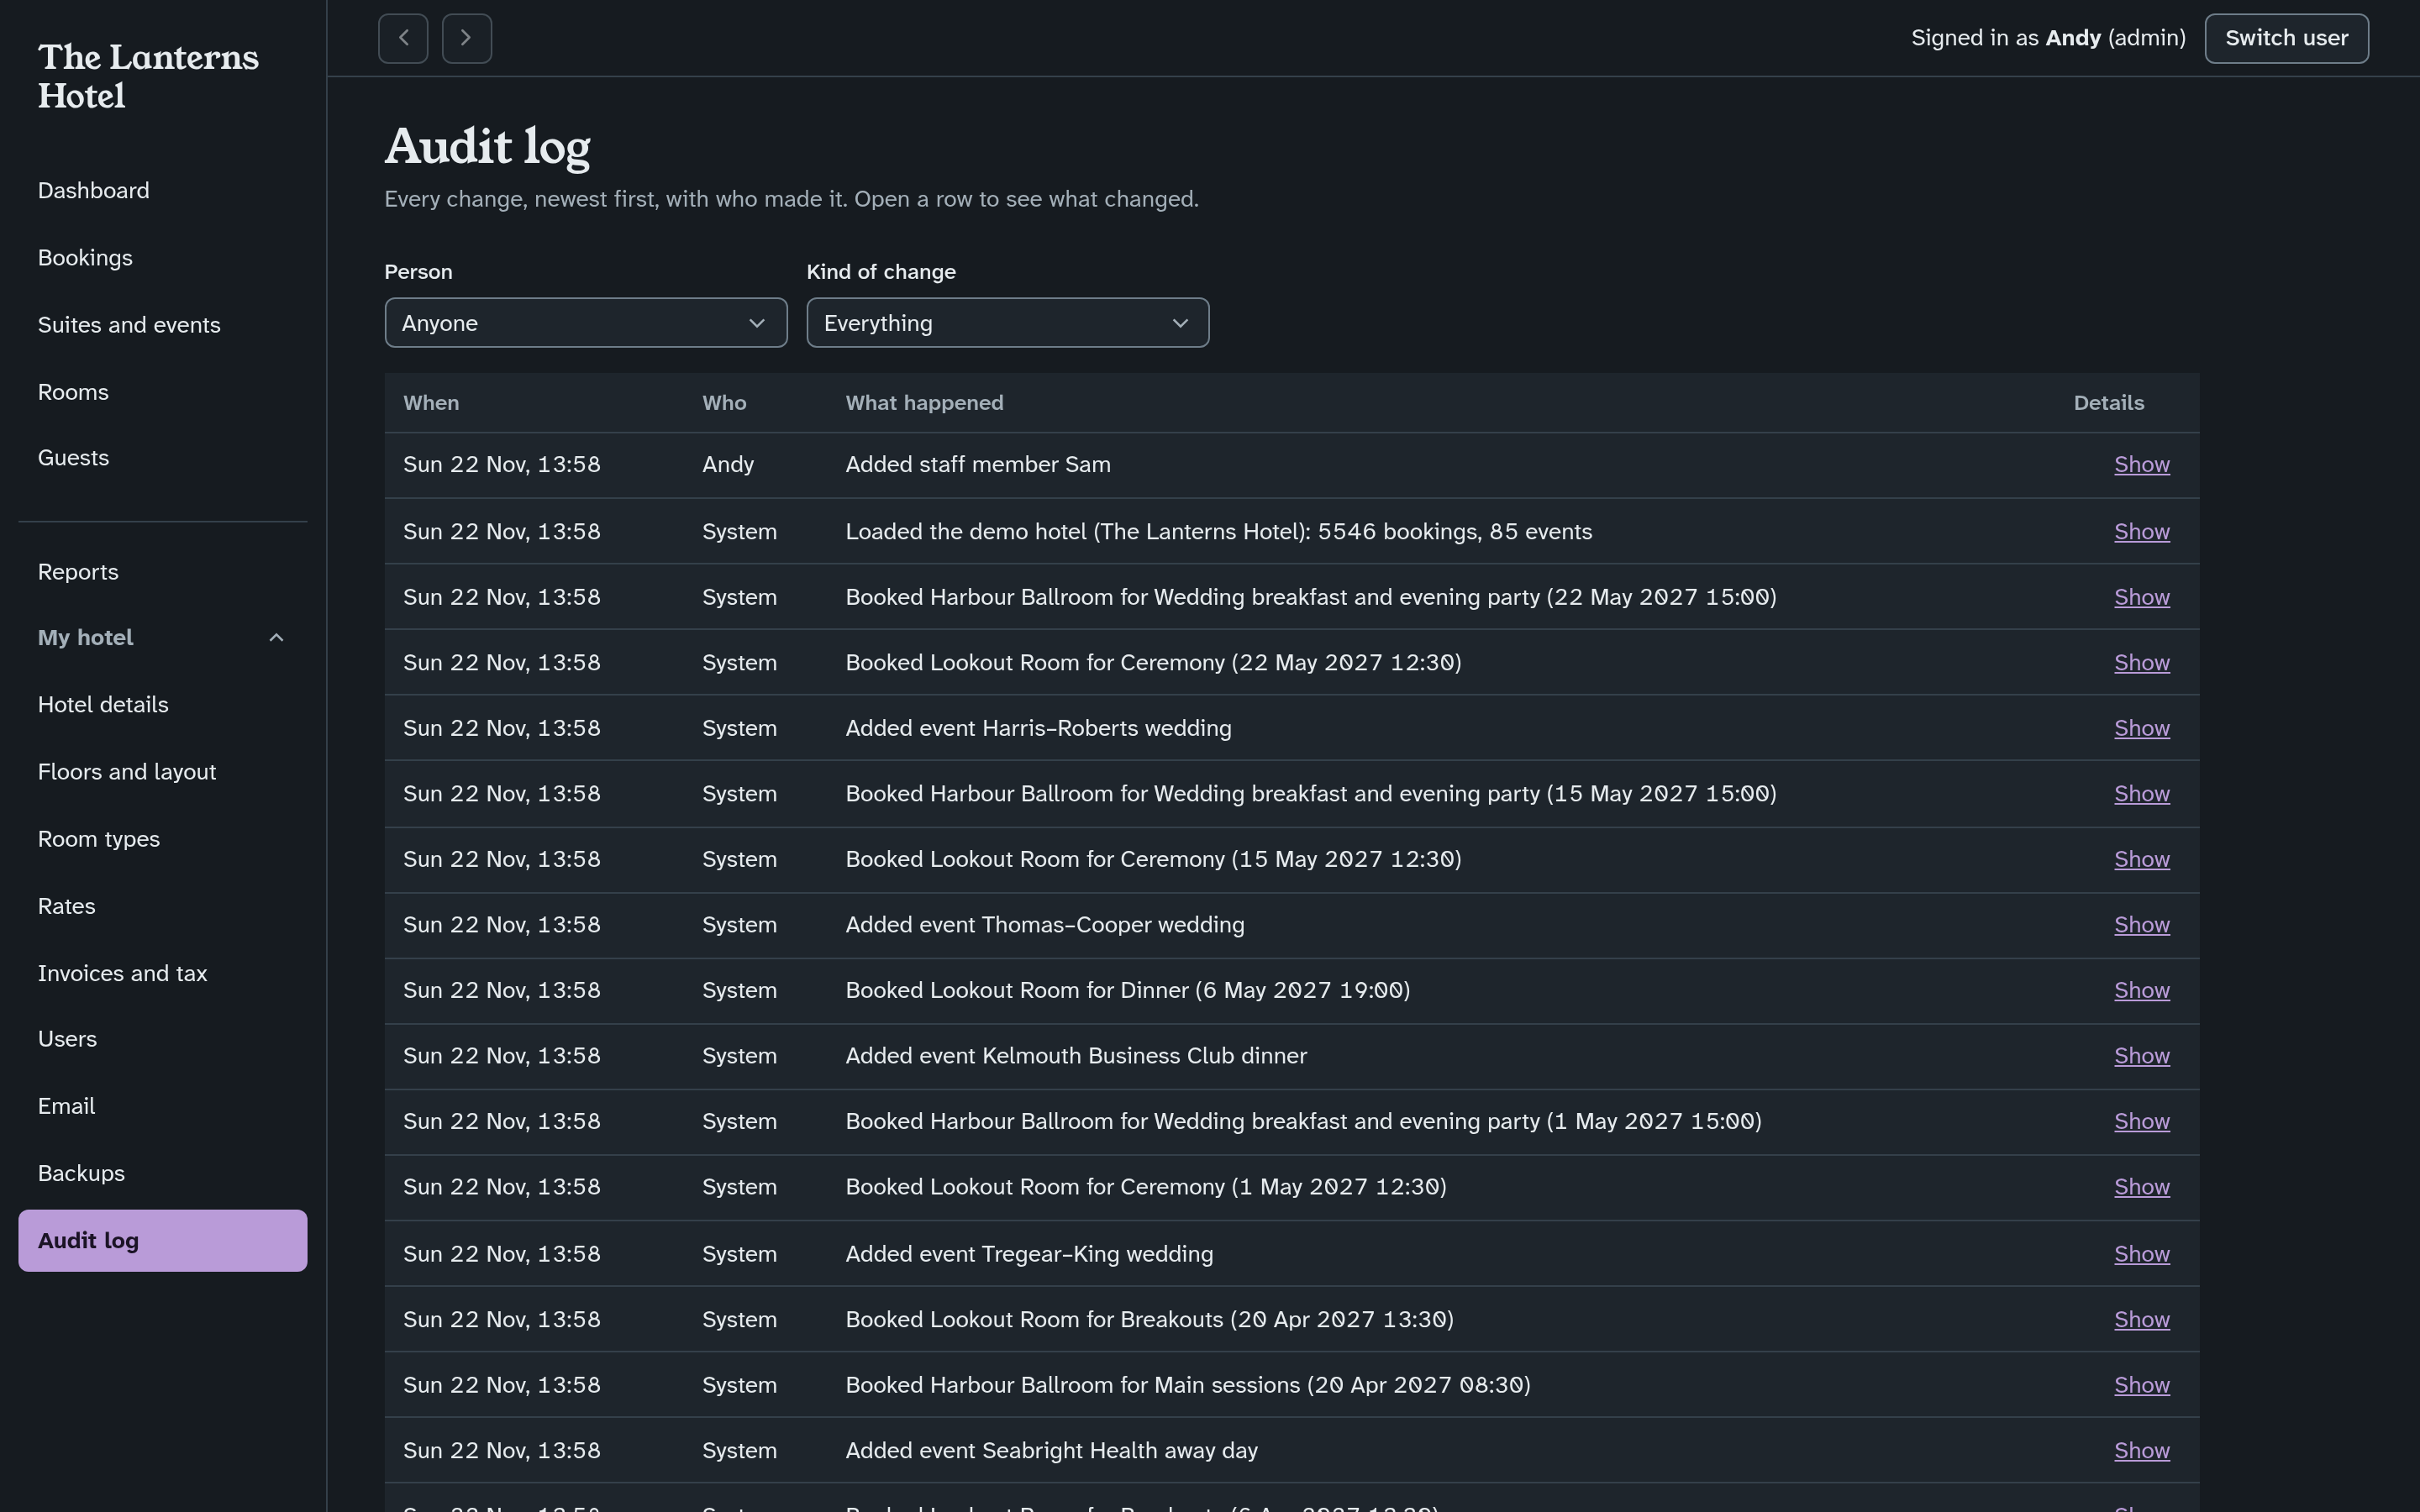 The Lanterns
Hotel
Dashboard
Bookings
Suites and events
Rooms
Guests
Reports
My hotel
Hotel details
Floors and layout
Room types
Rates
Invoices and tax
Users
Email
Backups
Audit log
Signed in as Andy (admin) Switch user
Audit log
Every change, newest first, with who made it. Open a row to see what changed.
Person Kind of change
Anyone Everything
When Who What happened Details
Sun 22 Nov, 13:58 Andy Added staff member Sam Show
Sun 22 Nov, 13:58 System Loaded the demo hotel (The Lanterns Hotel): 5546 bookings, 85 events Show
Sun 22 Nov, 13:58 System Booked Harbour Ballroom for Wedding breakfast and evening party (22 May 2027 15:00) Show
Sun 22 Nov, 13:58 System Booked Lookout Room for Ceremony (22 May 2027 12:30) Show
Sun 22 Nov, 13:58 System Added event Harris–Roberts wedding Show
Sun 22 Nov, 13:58 System Booked Harbour Ballroom for Wedding breakfast and evening party (15 May 2027 15:00) Show
Sun 22 Nov, 13:58 System Booked Lookout Room for Ceremony (15 May 2027 12:30) Show
Sun 22 Nov, 13:58 System Added event Thomas–Cooper wedding Show
Sun 22 Nov, 13:58 System Booked Lookout Room for Dinner (6 May 2027 19:00) Show
Sun 22 Nov, 13:58 System Added event Kelmouth Business Club dinner Show
Sun 22 Nov, 13:58 System Booked Harbour Ballroom for Wedding breakfast and evening party (1 May 2027 15:00) Show
Sun 22 Nov, 13:58 System Booked Lookout Room for Ceremony (1 May 2027 12:30) Show
Sun 22 Nov, 13:58 System Added event Tregear–King wedding Show
Sun 22 Nov, 13:58 System Booked Lookout Room for Breakouts (20 Apr 2027 13:30) Show
Sun 22 Nov, 13:58 System Booked Harbour Ballroom for Main sessions (20 Apr 2027 08:30) Show
Sun 22 Nov, 13:58 System Added event Seabright Health away day Show